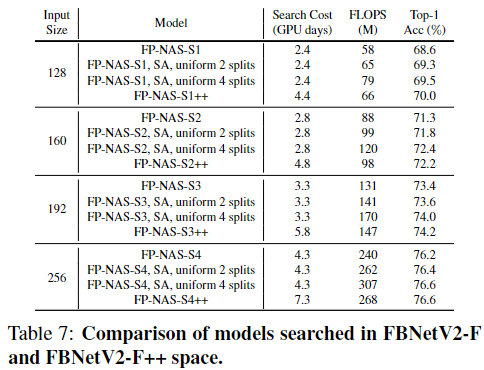 Input Size Model Search Cost (GPU days) FLOPS (M) Top-1 Acc (%)
128
FP-NAS-S1 2.4 58 68.6
FP-NAS-S1, SA, uniform 2 splits 2.4 65 69.3
FP-NAS-S1, SA, uniform 4 splits 2.4 79 69.5
FP-NAS-S1++ 4.4 66 70.0
160
FP-NAS-S2 2.8 88 71.3
FP-NAS-S2, SA, uniform 2 splits 2.8 99 71.8
FP-NAS-S2, SA, uniform 4 splits 2.8 120 72.4
FP-NAS-S2++ 4.8 98 72.2
192
FP-NAS-S3 3.3 131 73.4
FP-NAS-S3, SA, uniform 2 splits 3.3 141 73.6
FP-NAS-S3, SA, uniform 4 splits 3.3 170 74.0
FP-NAS-S3++ 5.8 147 74.2
256
FP-NAS-S4 4.3 240 76.2
FP-NAS-S4, SA, uniform 2 splits 4.3 262 76.4
FP-NAS-S4, SA, uniform 4 splits 4.3 307 76.6
FP-NAS-S4++ 7.3 268 76.6
Table 7: Comparison of models searched in FBNetV2-F
and FBNetV2-F++ space.